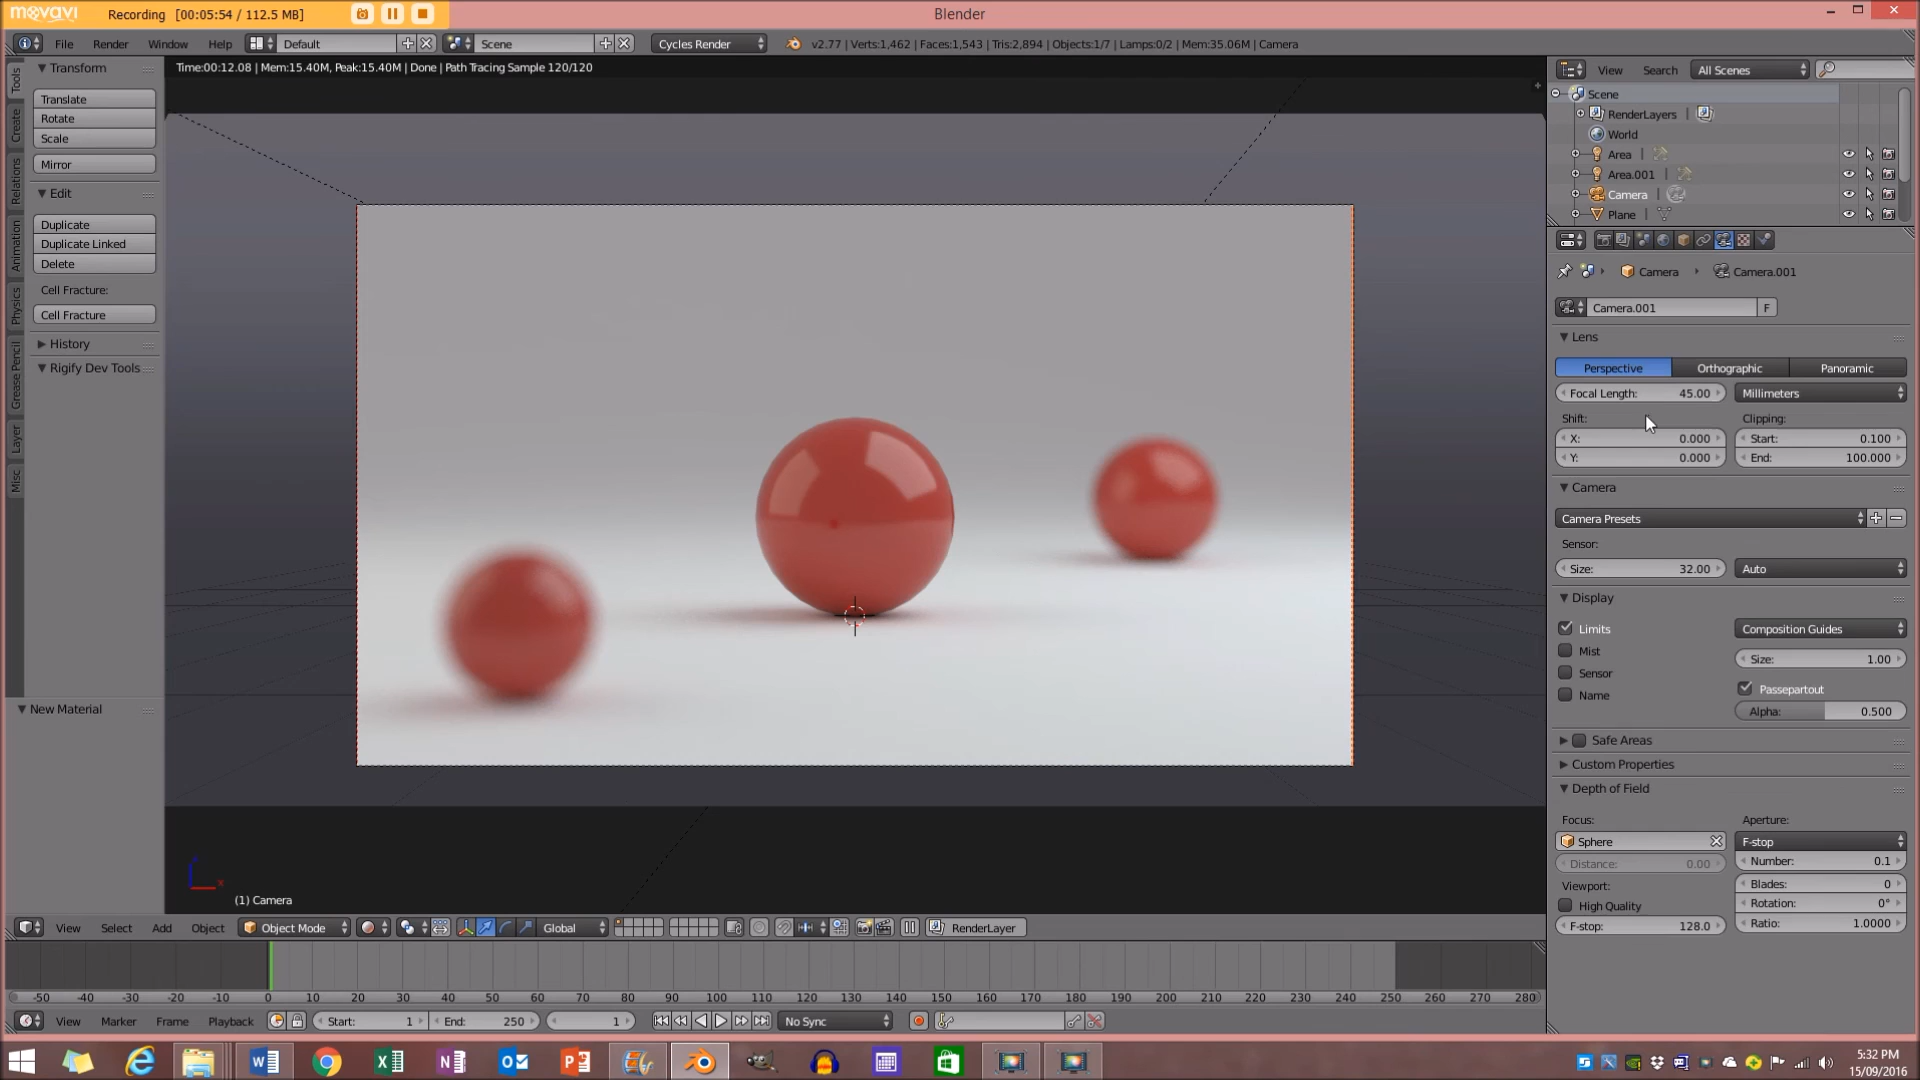 movavi
Recording [00:05:54 / 112.5 MB]
Blender
File Render Window Help Default Scene Cycles Render v2.77 | Verts:1,462 | Faces:1,543 | Tris:2,894 | Objects:1/7 | Lamps:0/2 | Mem:35.06M | Camera
Time:00:12.08 | Mem:15.40M, Peak:15.40M | Done | Path Tracing Sample 120/120
Tools
Create
Relations
Animation
Physics
Grease Pencil
Layer
Misc
Transform
Translate
Rotate
Scale
Mirror
Edit
Duplicate
Duplicate Linked
Delete
Cell Fracture:
Cell Fracture
History
Rigify Dev Tools
New Material
(1) Camera
View Search All Scenes
Scene
RenderLayers
World
Area
Area.001
Camera
Plane
Camera Camera.001
Camera.001 F
Lens
Perspective Orthographic Panoramic
Focal Length: 45.00 Millimeters
Shift: Clipping:
X: 0.000 Start: 0.100
Y: 0.000 End: 100.000
Camera
Camera Presets
Sensor:
Size: 32.00 Auto
Display
Limits Composition Guides
Mist Size: 1.00
Sensor Passepartout
Name Alpha: 0.500
Safe Areas
Custom Properties
Depth of Field
Focus: Aperture:
Sphere F-stop
Distance: 0.00 Number: 0.1
Viewport: Blades: 0
High Quality Rotation: 0°
F-stop: 128.0 Ratio: 1.0000
View Select Add Object Object Mode Global RenderLayer
-50 -40 -30 -20 -10 0 10 20 30 40 50 60 70 80 90 100 110 120 130 140 150 160 170 180 190 200 210 220 230 240 250 260 270 280
View Marker Frame Playback Start: 1 End: 250 1 No Sync
5:32 PM
15/09/2016